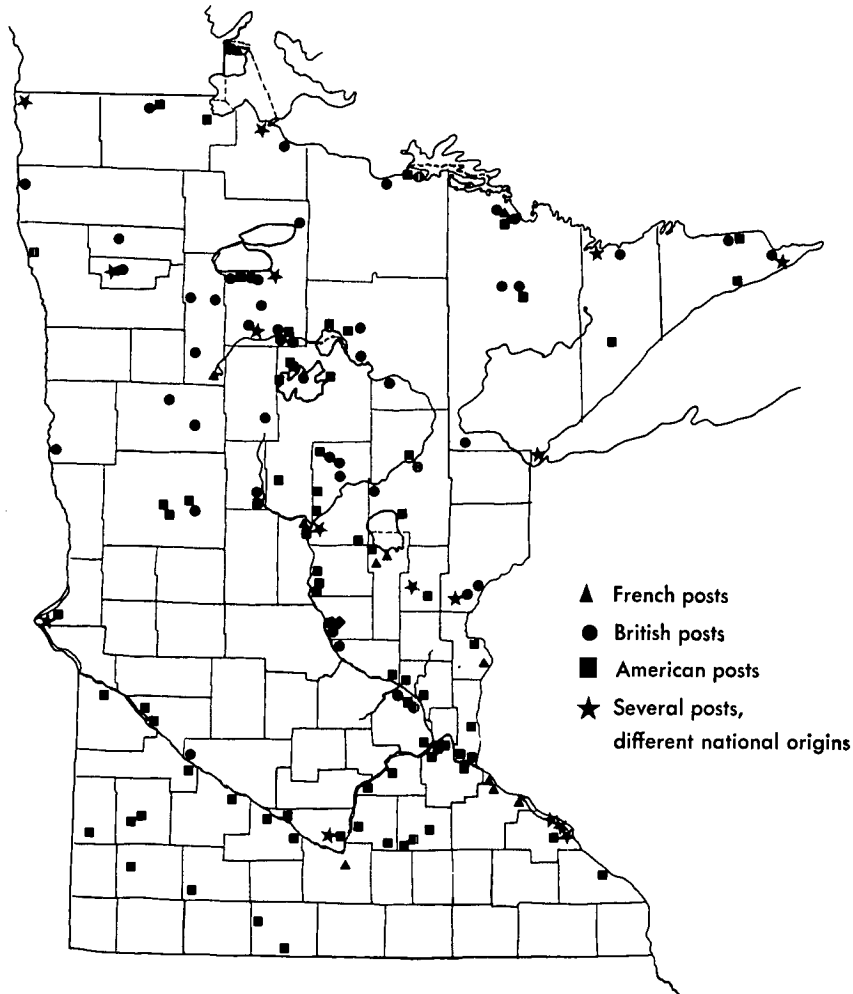 French posts
British posts
American posts
Several posts,
different national origins